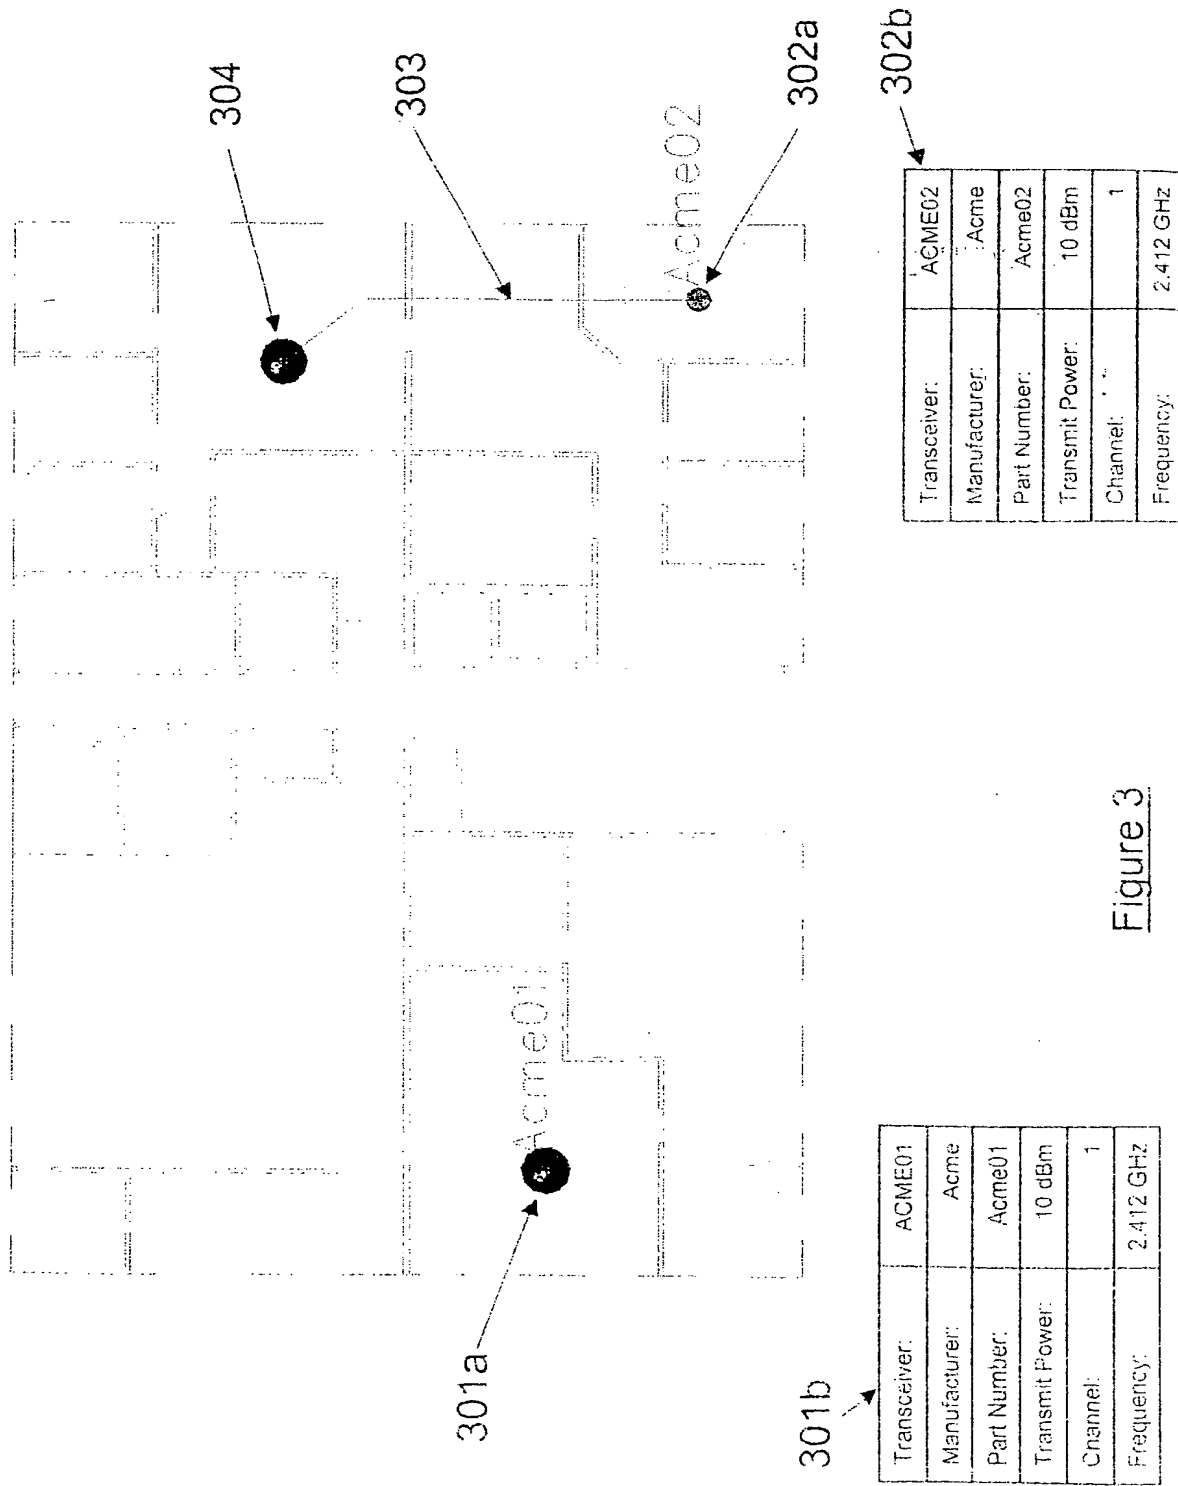 304
303
Acme02
302a
302b
Transceiver: ACME02
Manufacturer: Acme
Part Number: Acme02
Transmit Power: 10 dBm
Channel: 1
Frequency: 2.412 GHz
Acme01
301a
301b
Transceiver: ACME01
Manufacturer: Acme
Part Number: Acme01
Transmit Power: 10 dBm
Channel: 1
Frequency: 2.412 GHz
Figure 3